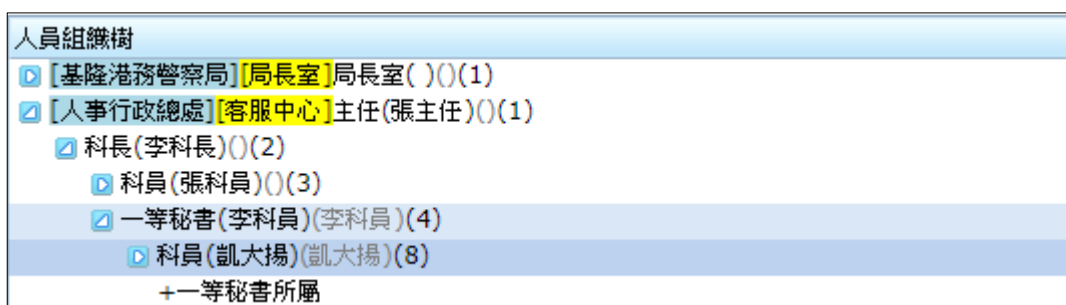 人員組織樹
[基隆港務警察局][局長室]局長室( )()(1)
[人事行政總處][客服中心]主任(張主任)()(1)
科長(李科長)()(2)
科員(張科員)()(3)
一等秘書(李科員)(李科員)(4)
科員(凱大揚)(凱大揚)(8)
+一等秘書所屬